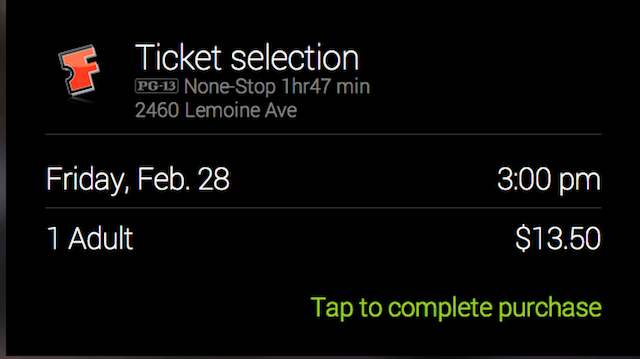 Ticket selection
PG-13 None-Stop 1hr47 min
2460 Lemoine Ave
Friday, Feb. 28 3:00 pm
1 Adult $13.50
Tap to complete purchase